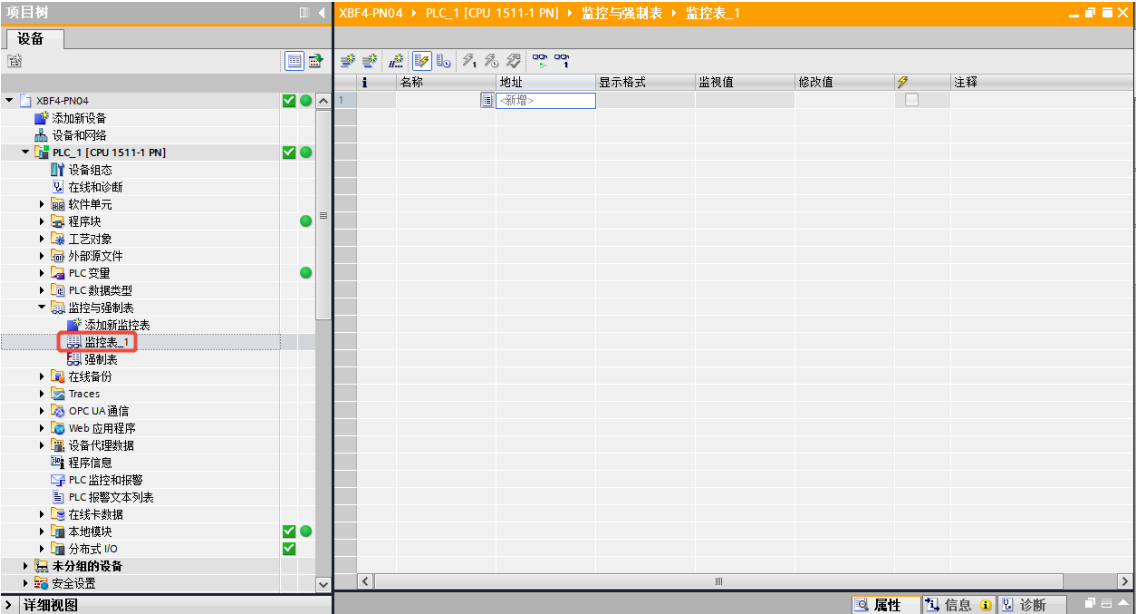 项目树
设备
XBF4-PN04
添加新设备
设备和网络
PLC_1 [CPU 1511-1 PN]
设备组态
在线和诊断
软件单元
程序块
工艺对象
外部源文件
PLC 变量
PLC 数据类型
监控与强制表
添加新监控表
监控表_1
强制表
在线备份
Traces
OPC UA 通信
Web 应用程序
设备代理数据
程序信息
PLC 监控和报警
PLC 报警文本列表
在线卡数据
本地模块
分布式 I/O
未分组的设备
安全设置
详细视图
XBF4-PN04 PLC_1 [CPU 1511-1 PN] 监控与强制表 监控表_1
i 名称 地址 显示格式 监视值 修改值 注释
1 <新增>
属性 信息 诊断